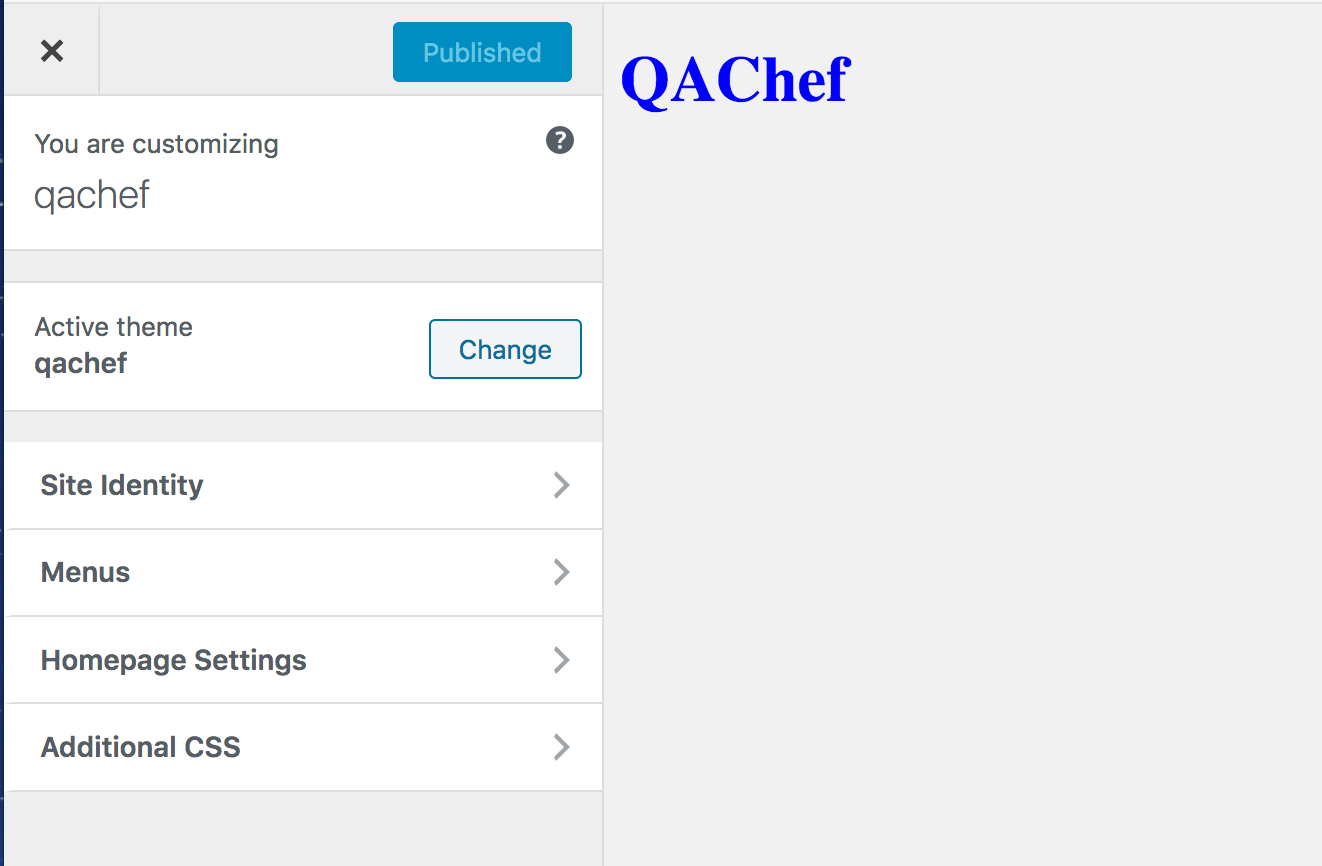 Published
You are customizing
qachef
Active theme
qachef
Change
Site Identity
Menus
Homepage Settings
Additional CSS
QAChef